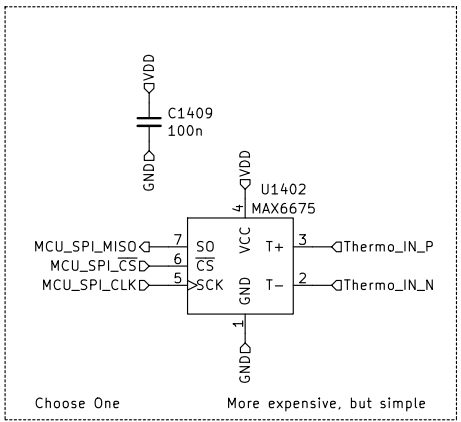 VDD
C1409
100n
GND
VDD
U1402
MAX6675
4
MCU_SPI_MISO 7 SO VCC T+ 3 Thermo_IN_P
MCU_SPI_CS 6 CS
MCU_SPI_CLK 5 SCK GND T- 2 Thermo_IN_N
1
GND
Choose One More expensive, but simple